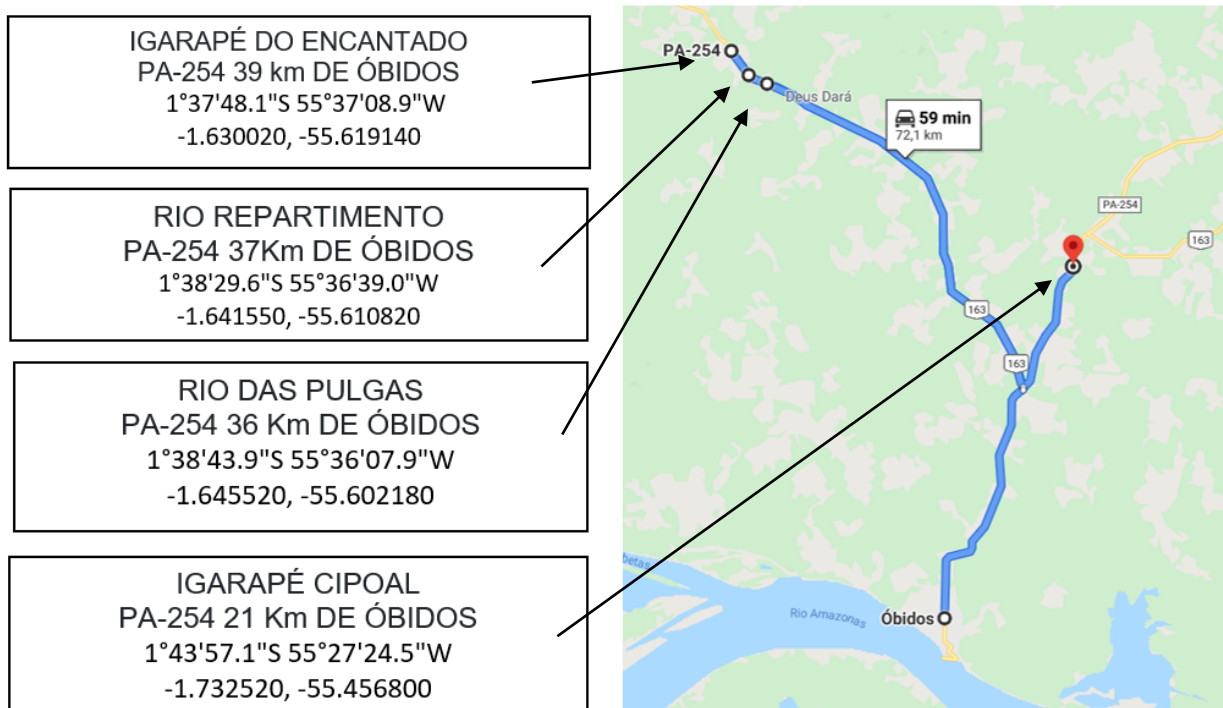 IGARAPÉ DO ENCANTADO
PA-254 39 km DE ÓBIDOS
1°37'48.1"S 55°37'08.9"W
-1.630020, -55.619140
RIO REPARTIMENTO
PA-254 37Km DE ÓBIDOS
1°38'29.6"S 55°36'39.0"W
-1.641550, -55.610820
RIO DAS PULGAS
PA-254 36 Km DE ÓBIDOS
1°38'43.9"S 55°36'07.9"W
-1.645520, -55.602180
IGARAPÉ CIPOAL
PA-254 21 Km DE ÓBIDOS
1°43'57.1"S 55°27'24.5"W
-1.732520, -55.456800
PA-254
Deus Dará
59 min
72,1 km
PA-254
163
163
163
betas
Rio Amazonas
Óbidos